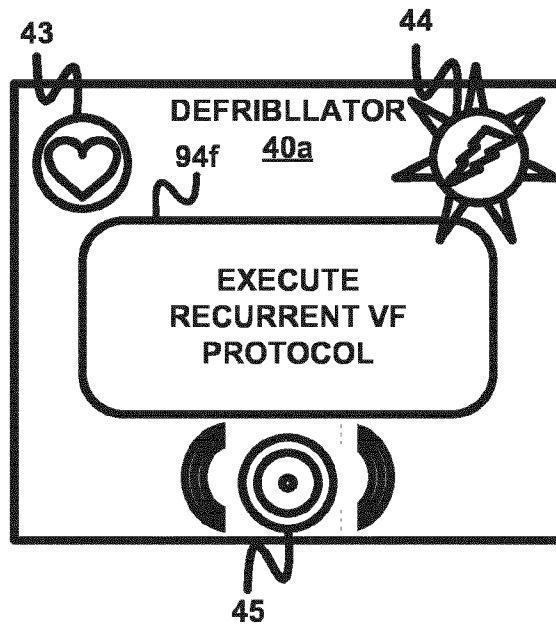 43
44
DEFRIBLLATOR
40a
94f
EXECUTE
RECURRENT VF
PROTOCOL
45